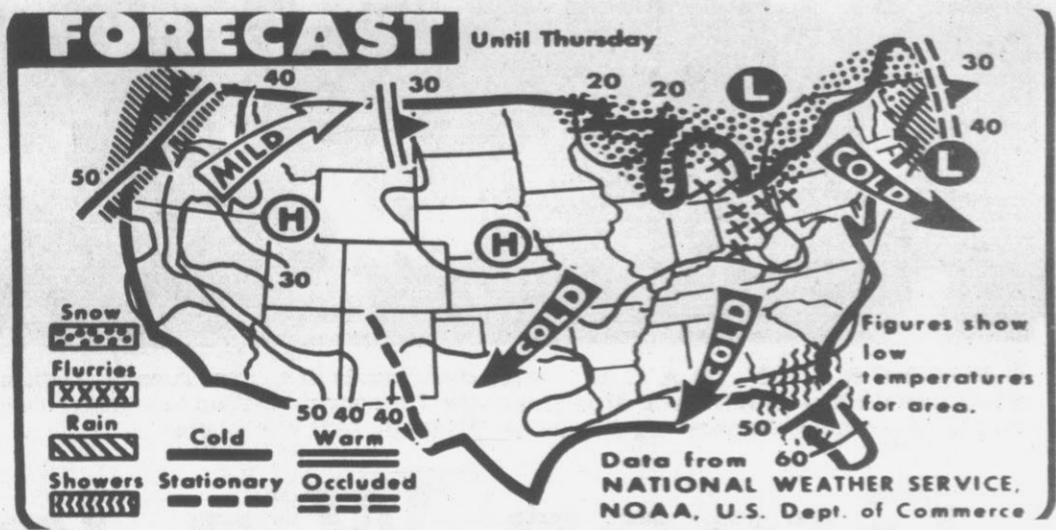 FORECAST Until Thursday
40 30 20 20 L 30
40
50 MILD L
COLD
H H
30
COLD COLD
Snow
Figures show
Flurries low
XXXX temperatures
Rain 50 40 40 for area.
Cold Warm 50
60
Showers Stationary Occluded Data from
NATIONAL WEATHER SERVICE,
NOAA, U.S. Dept. of Commerce